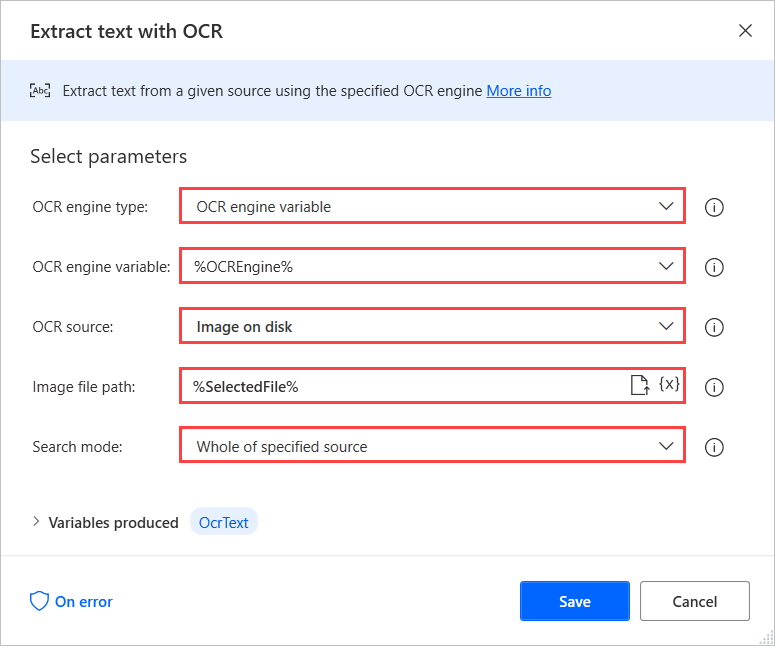 Extract text with OCR
Abc Extract text from a given source using the specified OCR engine More info
Select parameters
OCR engine type: OCR engine variable
OCR engine variable: %OCREngine%
OCR source: Image on disk
Image file path: %SelectedFile% {x}
Search mode: Whole of specified source
Variables produced OcrText
On error Save Cancel